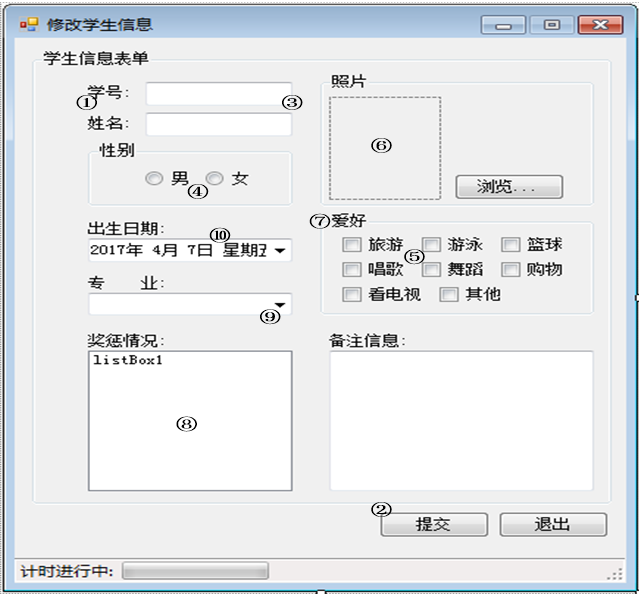 修改学生信息
学生信息表单
①学号: ③
姓名:
性别
男 女
④
出生日期: ⑩
2017年 4月 7日 星期五
专 业:
⑨
奖惩情况:
listBox1
⑧
照片
⑥
浏览...
⑦爱好
旅游 游泳 篮球
⑤
唱歌 舞蹈 购物
看电视 其他
备注信息:
②提交 退出
计时进行中: